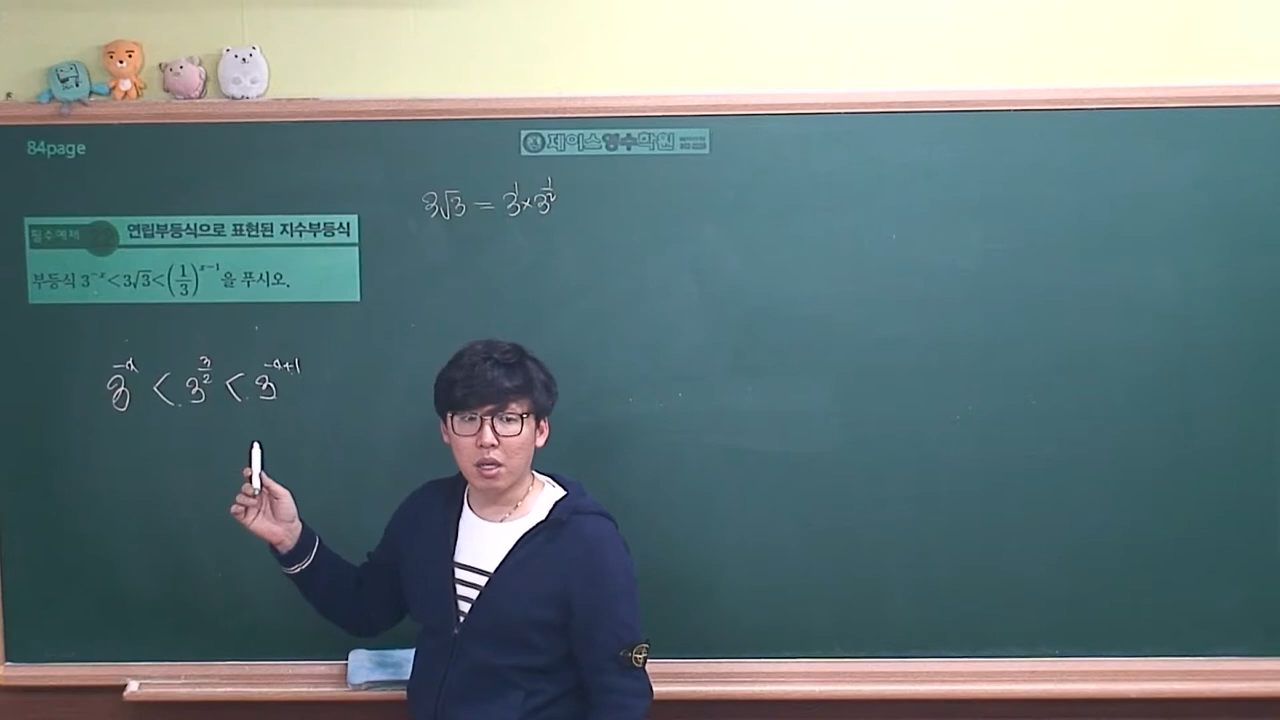 84page
제이스영수학원
3√3 = 3^1 × 3^(1/2)
필수예제
연립부등식으로 표현된 지수부등식
부등식 3^(-x) < 3√3 < (1/3)^(x-1) 을 푸시오.
3^(-x) < 3^(3/2) < 3^(-x+1)